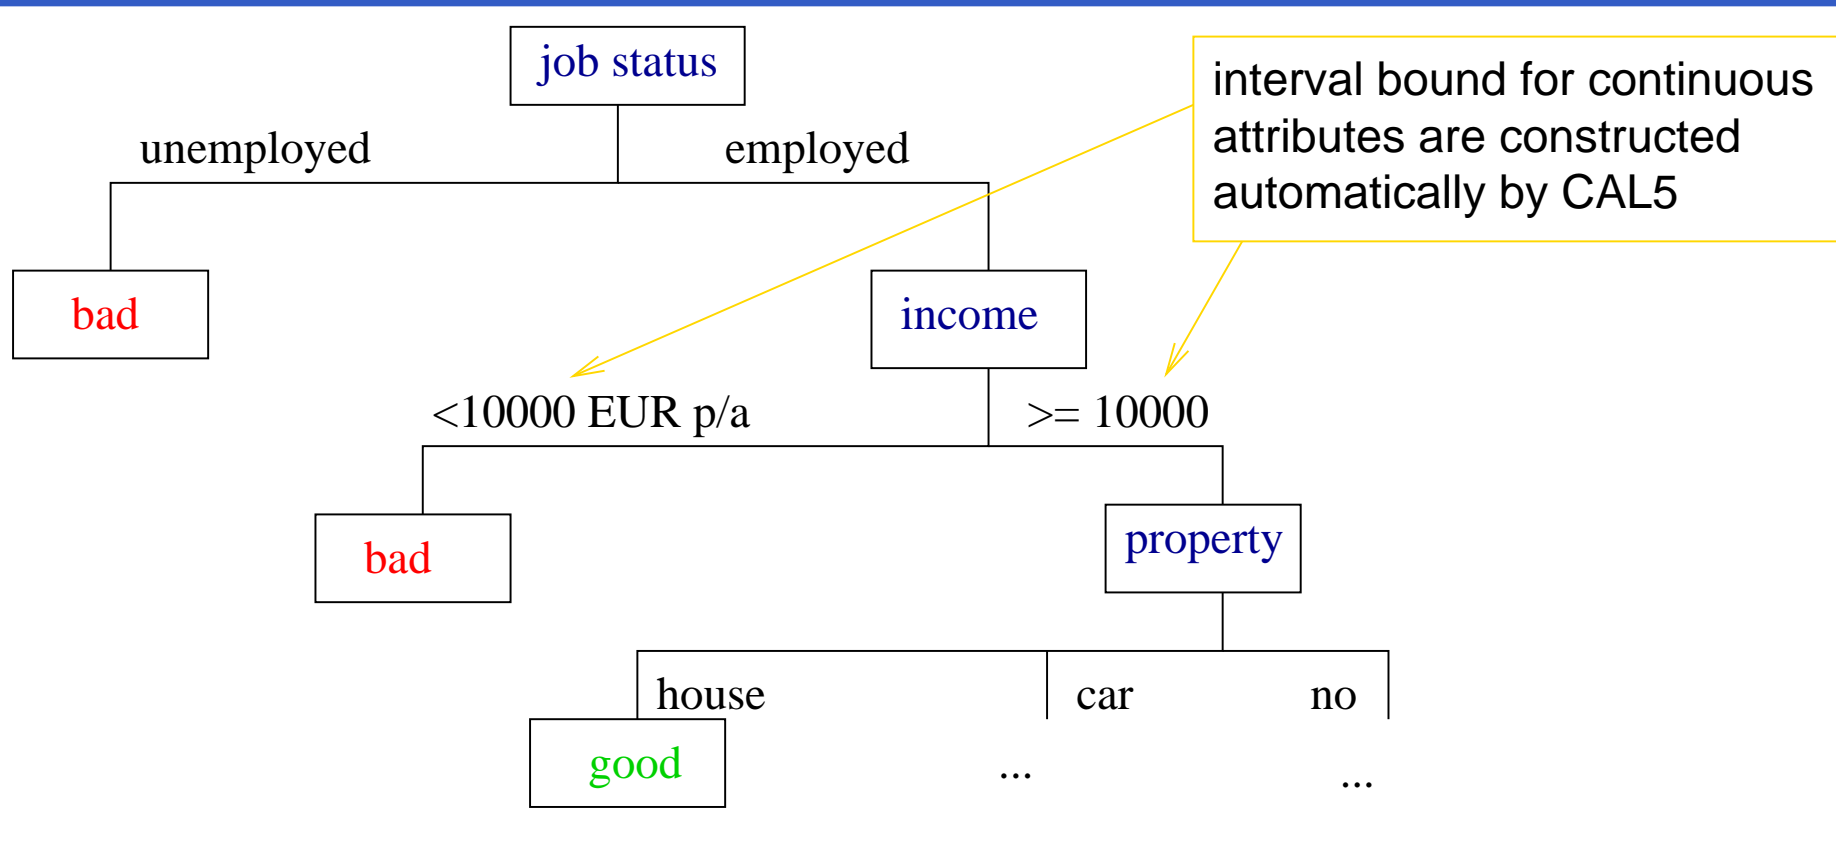 job status
interval bound for continuous
attributes are constructed
automatically by CAL5
unemployed
employed
bad
income
<10000 EUR p/a
>= 10000
bad
property
house
car
no
good
...
...